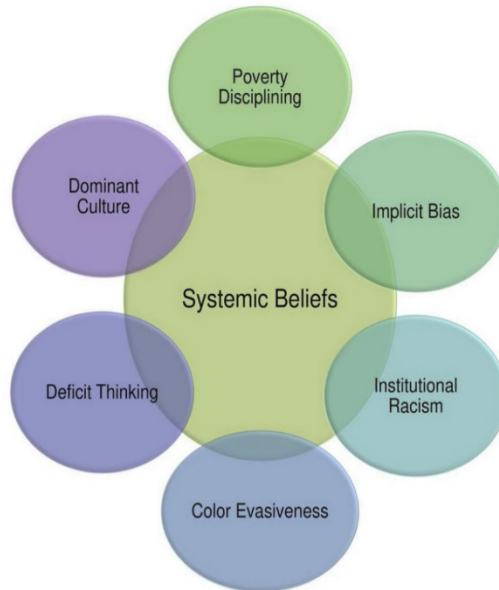 Poverty
Disciplining
Dominant
Culture
Implicit Bias
Systemic Beliefs
Deficit Thinking
Institutional
Racism
Color Evasiveness